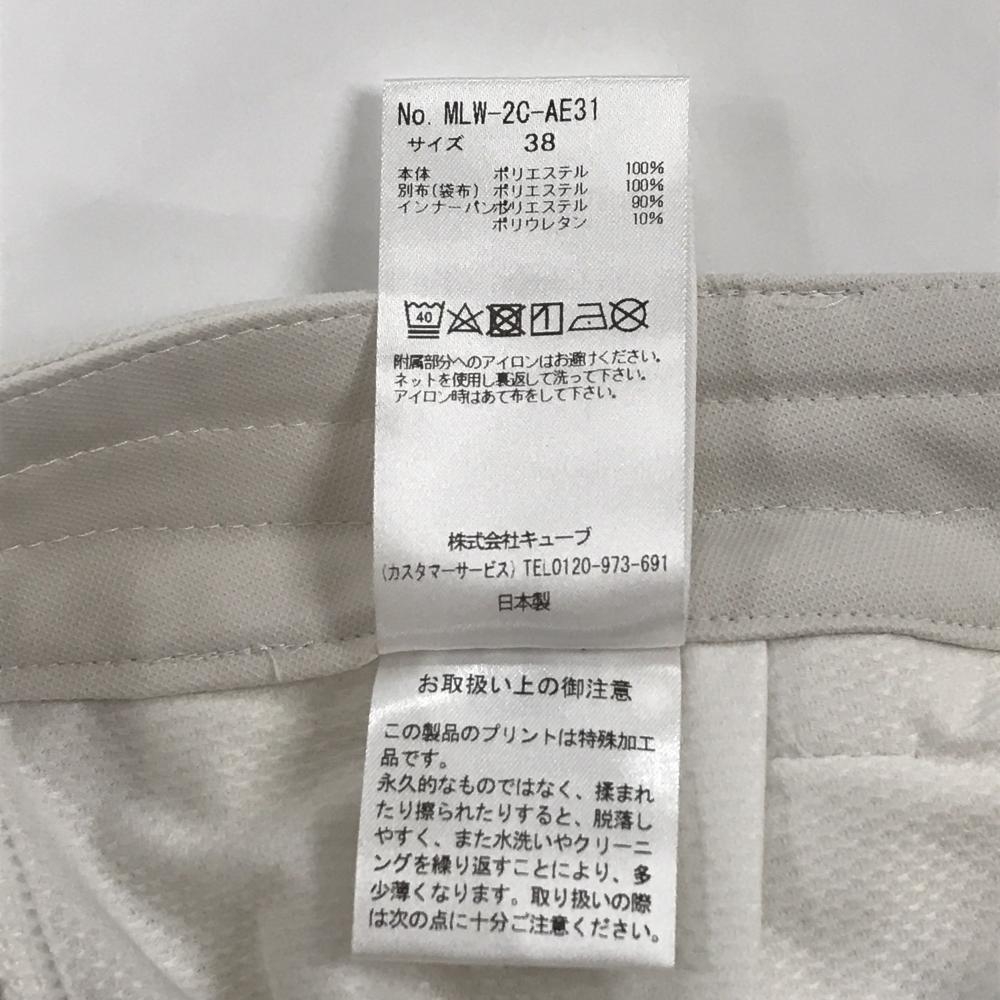 No. MLW-2C-AE31
サイズ 38
本体 ポリエステル 100%
別布(袋布) ポリエステル 100%
インナーパンツ ポリエステル 90%
ポリウレタン 10%
40 1
附属部分へのアイロンはお避けください。
ネットを使用し裏返して洗って下さい。
アイロン時はあて布をして下さい。
株式会社キューブ
(カスタマーサービス) TEL0120-973-691
日本製
お取扱い上の御注意
この製品のプリントは特殊加工
品です。
永久的なものではなく、揉まれ
たり擦られたりすると、脱落し
やすく、また水洗いやクリーニ
ングを繰り返すことにより、多
少薄くなります。取り扱いの際
は次の点に十分ご注意ください。